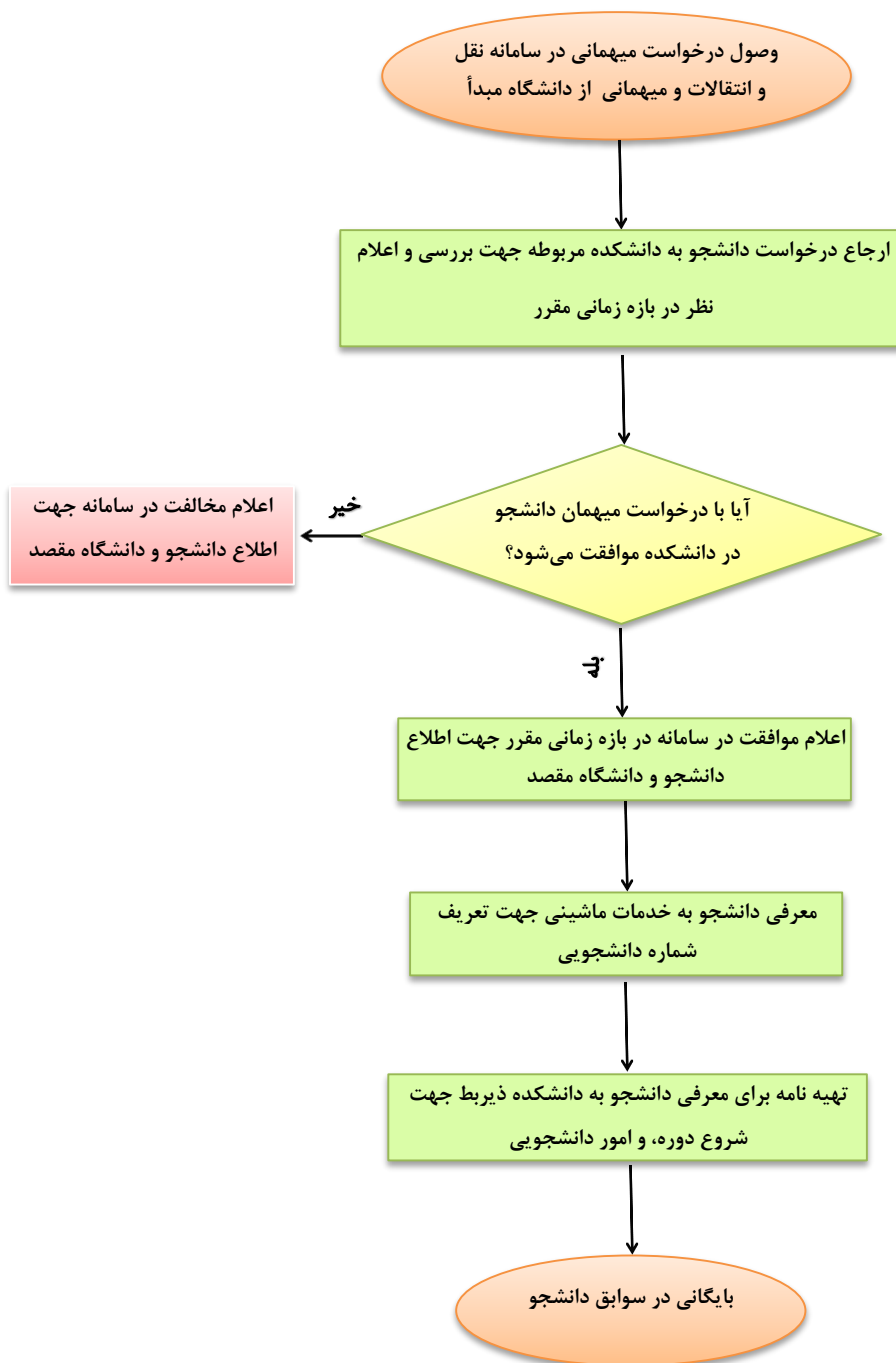 وصول درخواست میهمانی در سامانه نقل
و انتقالات و میهمانی از دانشگاه مبدأ
ارجاع درخواست دانشجو به دانشکده مربوطه جهت بررسی و اعلام
نظر در بازه زمانی مقرر
آیا با درخواست میهمان دانشجو
در دانشکده موافقت می‌شود؟
خیر
اعلام مخالفت در سامانه جهت
اطلاع دانشجو و دانشگاه مقصد
بله
اعلام موافقت در سامانه در بازه زمانی مقرر جهت اطلاع
دانشجو و دانشگاه مقصد
معرفی دانشجو به خدمات ماشینی جهت تعریف
شماره دانشجویی
تهیه نامه برای معرفی دانشجو به دانشکده ذیربط جهت
شروع دوره، و امور دانشجویی
بایگانی در سوابق دانشجو